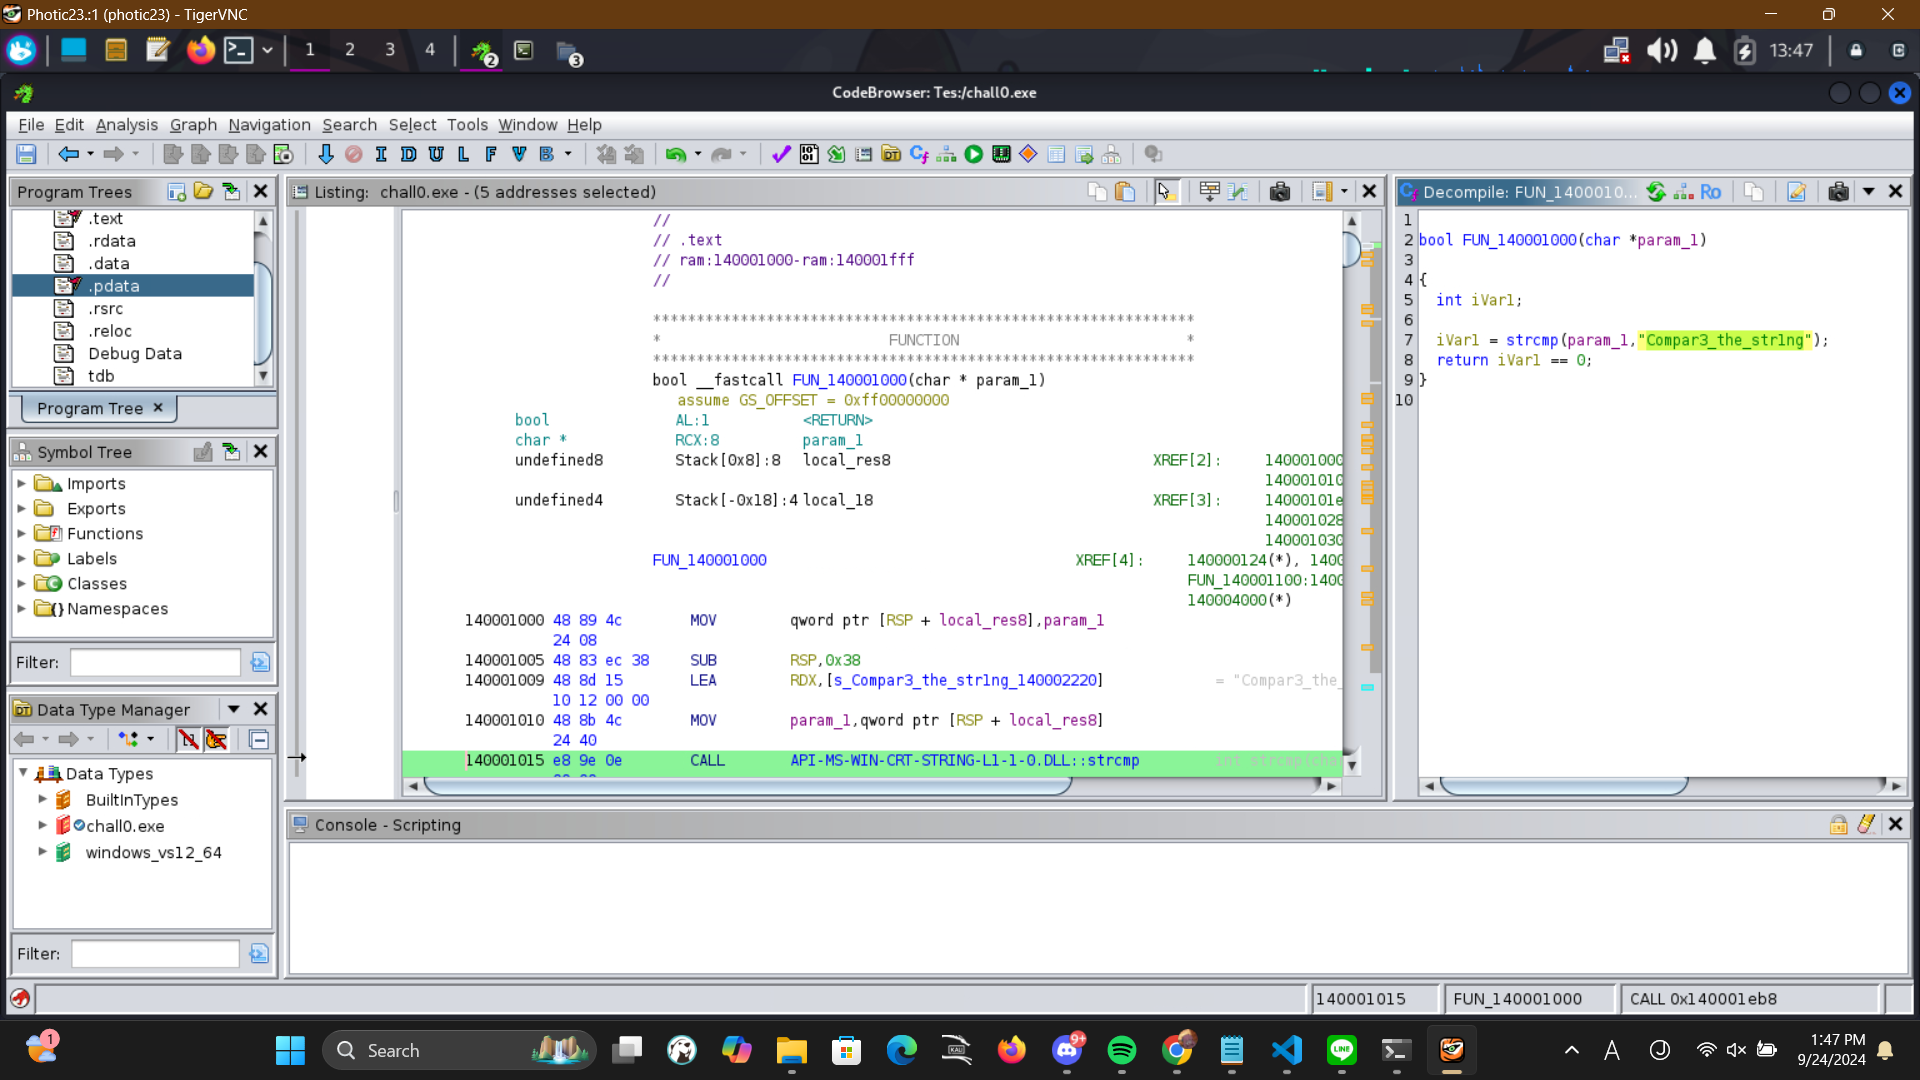 Photic23.:1 (photic23) - TigerVNC
1 2 3 4
2
3
13:47
CodeBrowser: Tes:/chall0.exe
File Edit Analysis Graph Navigation Search Select Tools Window Help
I D U L F V B
Program Trees
.text
.rdata
.data
.pdata
.rsrc
.reloc
Debug Data
tdb
Program Tree ×
Symbol Tree
Imports
Exports
Functions
Labels
Classes
Namespaces
Filter:
Data Type Manager
Data Types
BuiltInTypes
chall0.exe
windows_vs12_64
Filter:
Listing: chall0.exe - (5 addresses selected)
//
// .text
// ram:140001000-ram:140001fff
//
**************************************************************
* FUNCTION *
**************************************************************
bool __fastcall FUN_140001000(char * param_1)
assume GS_OFFSET = 0xff00000000
bool AL:1 <RETURN>
char * RCX:8 param_1
undefined8 Stack[0x8]:8 local_res8 XREF[2]: 140001000
140001010
undefined4 Stack[-0x18]:4 local_18 XREF[3]: 14000101e
140001028
140001030
FUN_140001000 XREF[4]: 140000124(*), 1400
FUN_140001100:1400
140004000(*)
140001000 48 89 4c MOV qword ptr [RSP + local_res8],param_1
24 08
140001005 48 83 ec 38 SUB RSP,0x38
140001009 48 8d 15 LEA RDX,[s_Compar3_the_str1ng_140002220] = "Compar3_the_
10 12 00 00
140001010 48 8b 4c MOV param_1,qword ptr [RSP + local_res8]
24 40
140001015 e8 9e 0e CALL API-MS-WIN-CRT-STRING-L1-1-0.DLL::strcmp int strcmp(cha
Decompile: FUN_1400010...
Ro
1
2 bool FUN_140001000(char *param_1)
3
4 {
5 int iVar1;
6
7 iVar1 = strcmp(param_1,"Compar3_the_str1ng");
8 return iVar1 == 0;
9 }
10
Console - Scripting
140001015
FUN_140001000
CALL 0x140001eb8
1
Search
KALI
9+
LINE
A
1:47 PM
9/24/2024